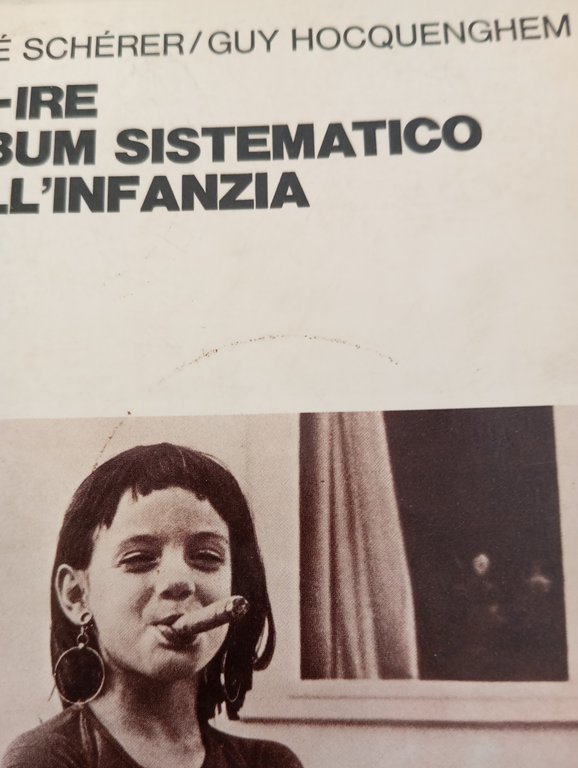 É SCHÉRER/GUY HOCQUENGHEM
-IRE
BUM SISTEMATICO
LL'INFANZIA